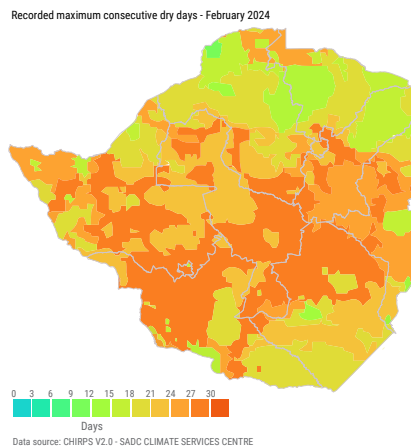 Recorded maximum consecutive dry days - February 2024
0 3 6 9 12 15 18 21 24 27 30
Days
Data source: CHIRPS V2.0 - SADC CLIMATE SERVICES CENTRE